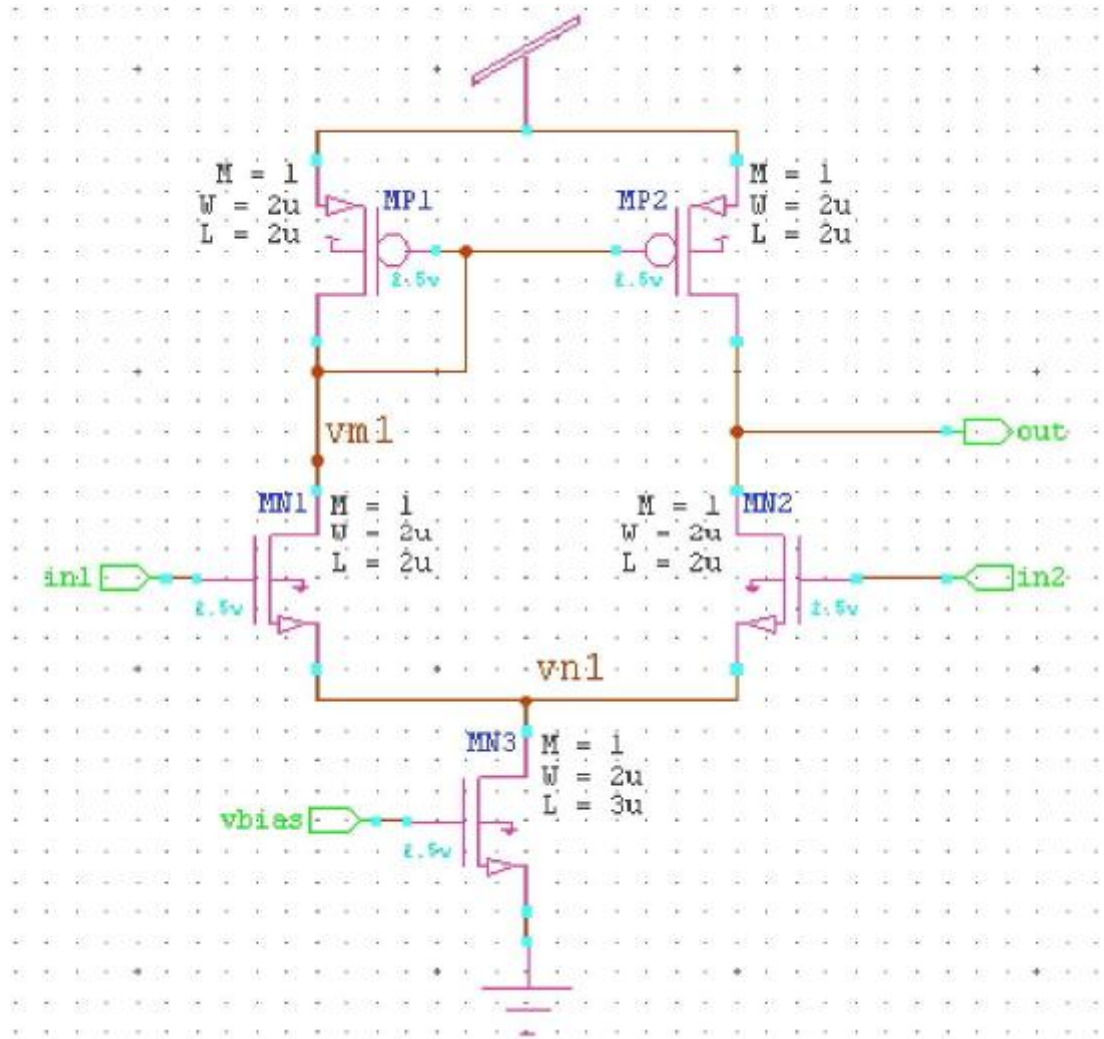 M = 1
W = 2u
L = 2u
MP1
2.5v
MP2
2.5v
M = 1
W = 2u
L = 2u
vm1
out
MN1
M = 1
W = 2u
L = 2u
M = 1
W = 2u
L = 2u
MN2
in1
2.5v
2.5v
in2
vn1
MN3
M = 1
W = 2u
L = 3u
vbias
2.5v